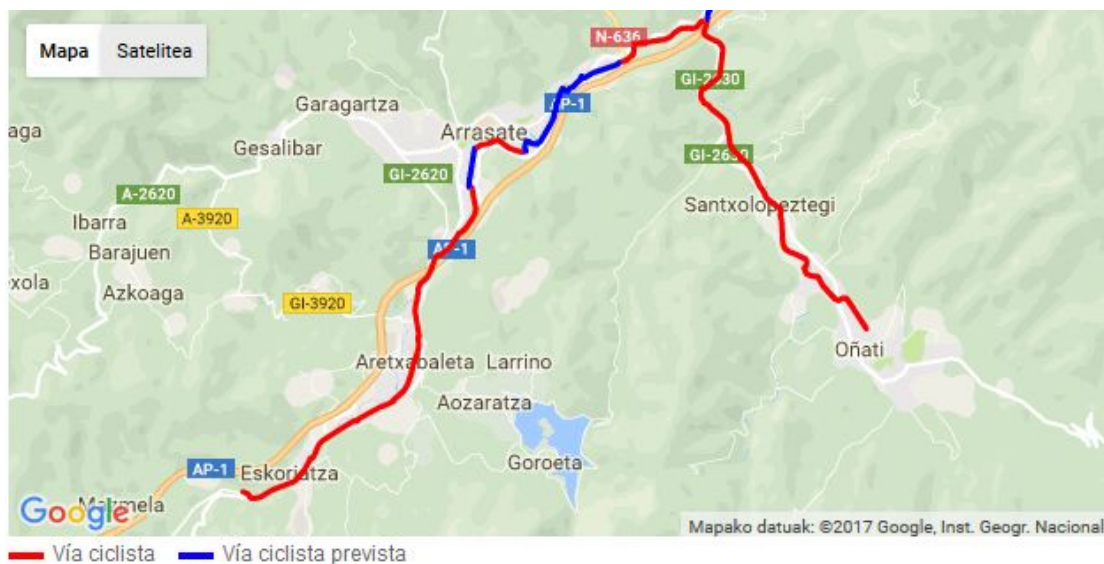 Mapa Satelitea
N-636
GI-2630
AP-1
Garagartza
Arrasate
aga
Gesalibar
GI-2620
GI-2630
A-2620
Santxolopeztegi
Ibarra
A-3920
Barajuen
AP-1
xola
Azkoaga
GI-3920
Oñati
Aretxabaleta Larrino
Aozaratza
Goroeta
AP-1
Eskoriatza
Google
Mapako datuak: ©2017 Google, Inst. Geogr. Nacional
Vía ciclista Vía ciclista prevista